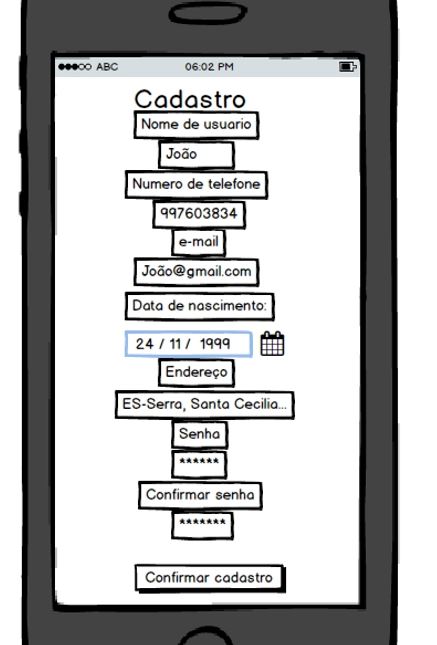 ABC 06:02 PM
Cadastro
Nome de usuario
João
Numero de telefone
997603834
e-mail
João@gmail.com
Data de nascimento:
24 / 11 / 1999
Endereço
ES-Serra, Santa Cecilia...
Senha
******
Confirmar senha
*******
Confirmar cadastro